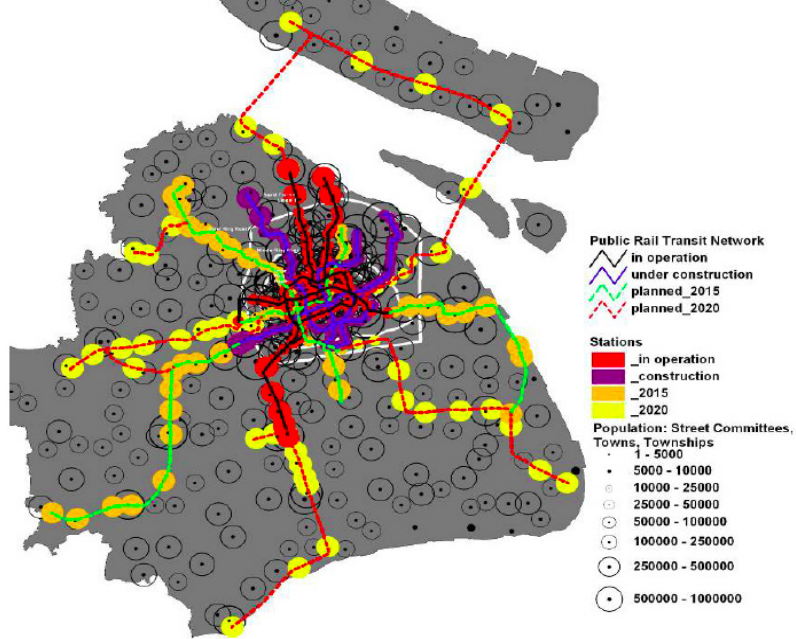 Public Rail Transit Network
in operation
under construction
planned_2015
planned_2020
Stations
_in operation
_construction
_2015
_2020
Population: Street Committees,
Towns, Townships
1 - 5000
5000 - 10000
10000 - 25000
25000 - 50000
50000 - 100000
100000 - 250000
250000 - 500000
500000 - 1000000